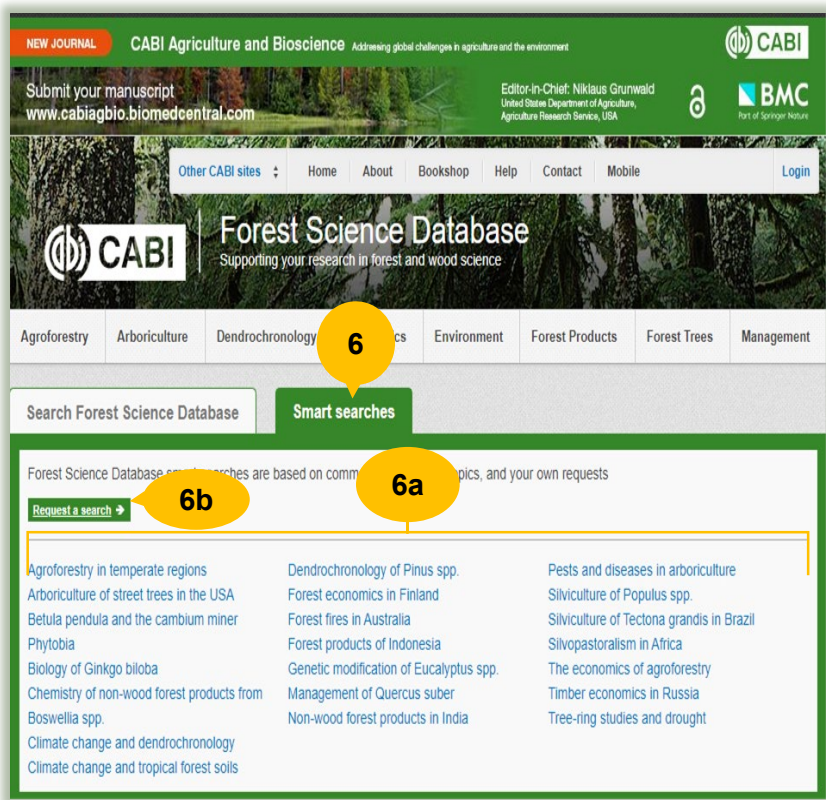 NEW JOURNAL
CABI Agriculture and Bioscience Addressing global challenges in agriculture and the environment
CABI
Submit your manuscript
www.cabiagbio.biomedcentral.com
Editor-in-Chief: Niklaus Grunwald
United States Department of Agriculture,
Agriculture Research Service, USA
BMC
Part of Springer Nature
Other CABI sites Home About Bookshop Help Contact Mobile Login
CABI
Forest Science Database
Supporting your research in forest and wood science
Agroforestry Arboriculture Dendrochronology cs Environment Forest Products Forest Trees Management
6
Search Forest Science Database
Smart searches
Forest Science Database searches are based on comm pics, and your own requests
6a
6b
Request a search →
Agroforestry in temperate regions
Arboriculture of street trees in the USA
Betula pendula and the cambium miner
Phytobia
Biology of Ginkgo biloba
Chemistry of non-wood forest products from
Boswellia spp.
Climate change and dendrochronology
Climate change and tropical forest soils
Dendrochronology of Pinus spp.
Forest economics in Finland
Forest fires in Australia
Forest products of Indonesia
Genetic modification of Eucalyptus spp.
Management of Quercus suber
Non-wood forest products in India
Pests and diseases in arboriculture
Silviculture of Populus spp.
Silviculture of Tectona grandis in Brazil
Silvopastoralism in Africa
The economics of agroforestry
Timber economics in Russia
Tree-ring studies and drought